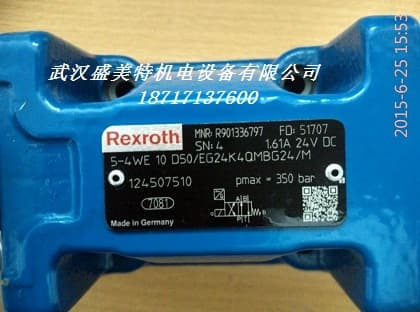 武汉盛美特机电设备有限公司
18717137600
Rexroth
MNR: R901336797 FD: 51707
SN: 4 1.61A 24V DC
5-4WE 10 D50/EG24K4QMBG24/M
124507510 pmax = 350 bar
7081
Made in Germany
2015-6-25 15:53